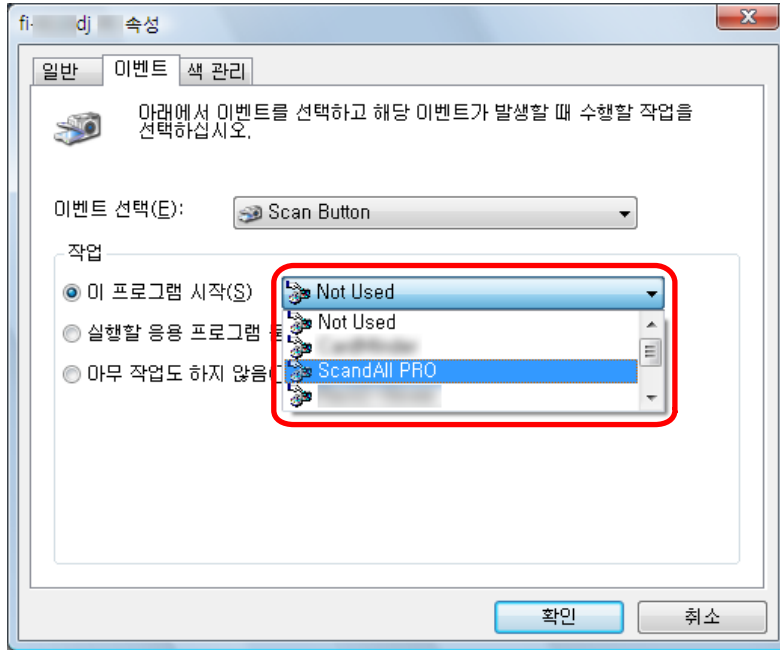 fi- dj 속성
일반 이벤트 색 관리
아래에서 이벤트를 선택하고 해당 이벤트가 발생할 때 수행할 작업을
선택하십시오.
이벤트 선택(E): Scan Button
작업
이 프로그램 시작(S) Not Used
Not Used
실행할 응용 프로그램
ScandAll PRO
아무 작업도 하지 않음(
확인 취소